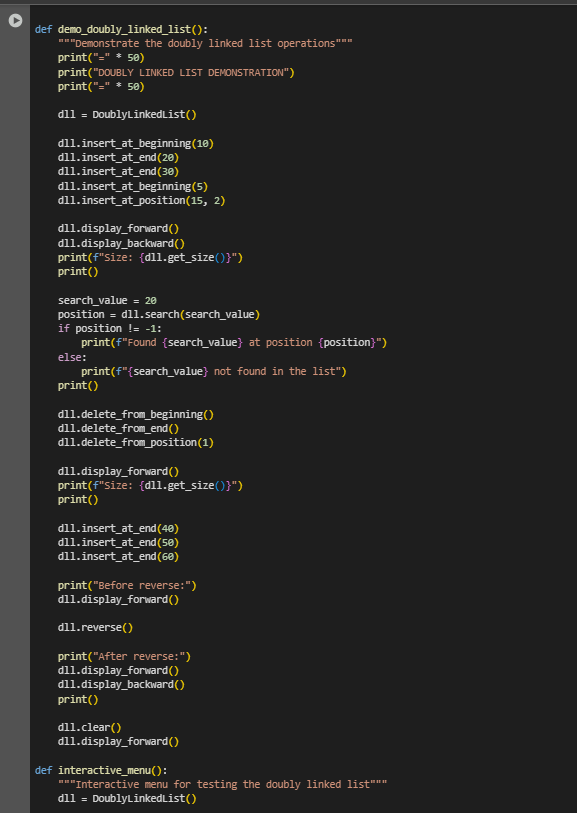 def demo_doubly_linked_list():
    """Demonstrate the doubly linked list operations"""
    print("=" * 50)
    print("DOUBLY LINKED LIST DEMONSTRATION")
    print("=" * 50)

    dll = DoublyLinkedList()

    dll.insert_at_beginning(10)
    dll.insert_at_end(20)
    dll.insert_at_end(30)
    dll.insert_at_beginning(5)
    dll.insert_at_position(15, 2)

    dll.display_forward()
    dll.display_backward()
    print(f"Size: {dll.get_size()}")
    print()

    search_value = 20
    position = dll.search(search_value)
    if position != -1:
        print(f"Found {search_value} at position {position}")
    else:
        print(f"{search_value} not found in the list")
    print()

    dll.delete_from_beginning()
    dll.delete_from_end()
    dll.delete_from_position(1)

    dll.display_forward()
    print(f"Size: {dll.get_size()}")
    print()

    dll.insert_at_end(40)
    dll.insert_at_end(50)
    dll.insert_at_end(60)

    print("Before reverse:")
    dll.display_forward()

    dll.reverse()

    print("After reverse:")
    dll.display_forward()
    dll.display_backward()
    print()

    dll.clear()
    dll.display_forward()

def interactive_menu():
    """Interactive menu for testing the doubly linked list"""
    dll = DoublyLinkedList()